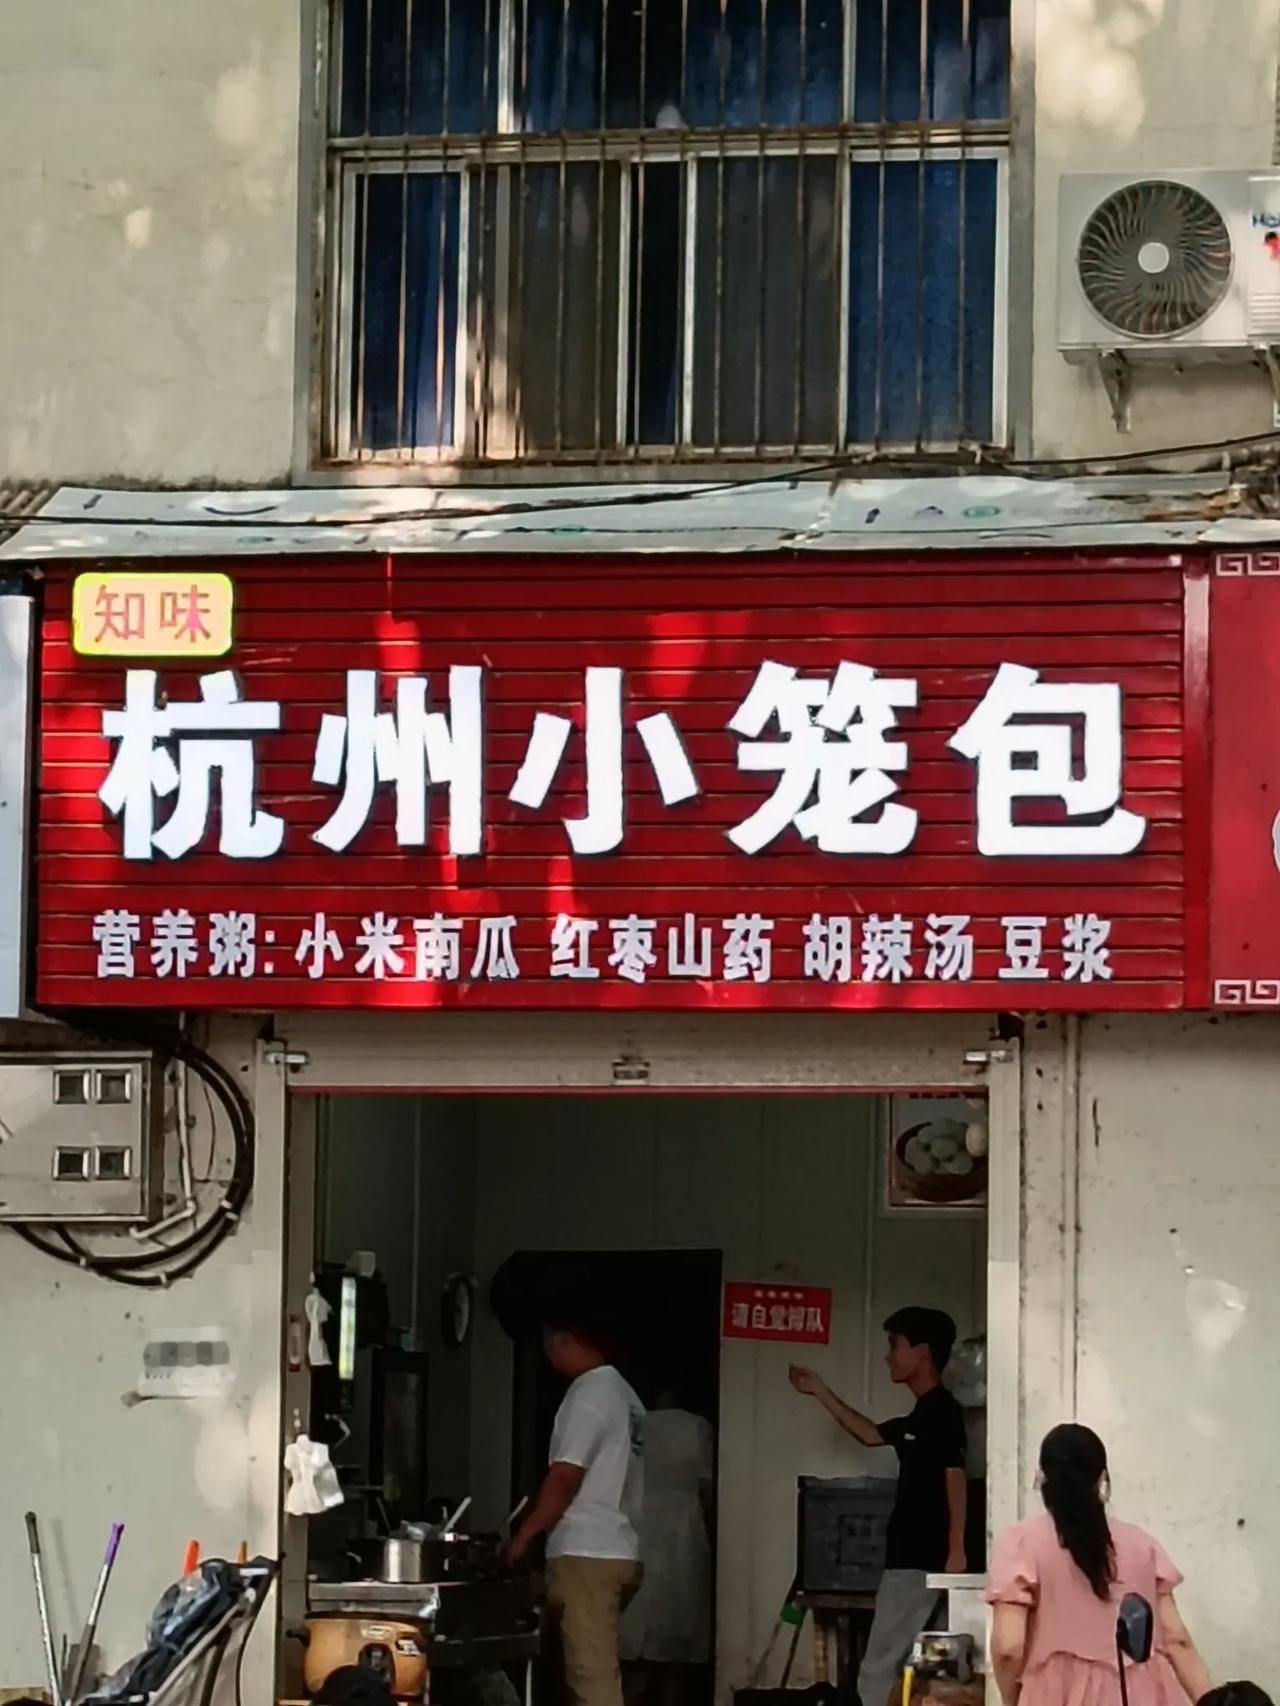 知味
杭州小笼包
营养粥:小米南瓜 红枣山药 胡辣汤 豆浆
请自觉排队